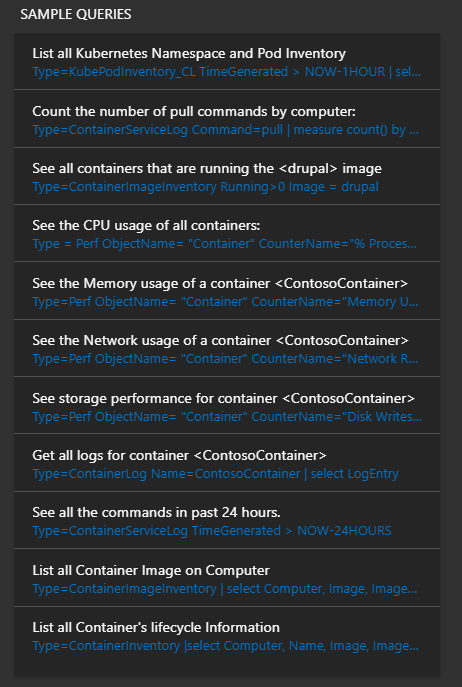 SAMPLE QUERIES
List all Kubernetes Namespace and Pod Inventory
Type=KubePodInventory_CL TimeGenerated > NOW-1HOUR | sel...
Count the number of pull commands by computer:
Type=ContainerServiceLog Command=pull | measure count() by ...
See all containers that are running the <drupal> image
Type=ContainerImageInventory Running>0 Image = drupal
See the CPU usage of all containers:
Type = Perf ObjectName= "Container" CounterName="% Proces...
See the Memory usage of a container <ContosoContainer>
Type=Perf ObjectName= "Container" CounterName="Memory U...
See the Network usage of a container <ContosoContainer>
Type=Perf ObjectName= "Container" CounterName="Network R...
See storage performance for container <ContosoContainer>
Type=Perf ObjectName= "Container" CounterName="Disk Writes...
Get all logs for container <ContosoContainer>
Type=ContainerLog Name=ContosoContainer | select LogEntry
See all the commands in past 24 hours.
Type=ContainerServiceLog TimeGenerated > NOW-24HOURS
List all Container Image on Computer
Type=ContainerImageInventory | select Computer, Image, Image...
List all Container's lifecycle Information
Type=ContainerInventory |select Computer, Name, Image, Image...